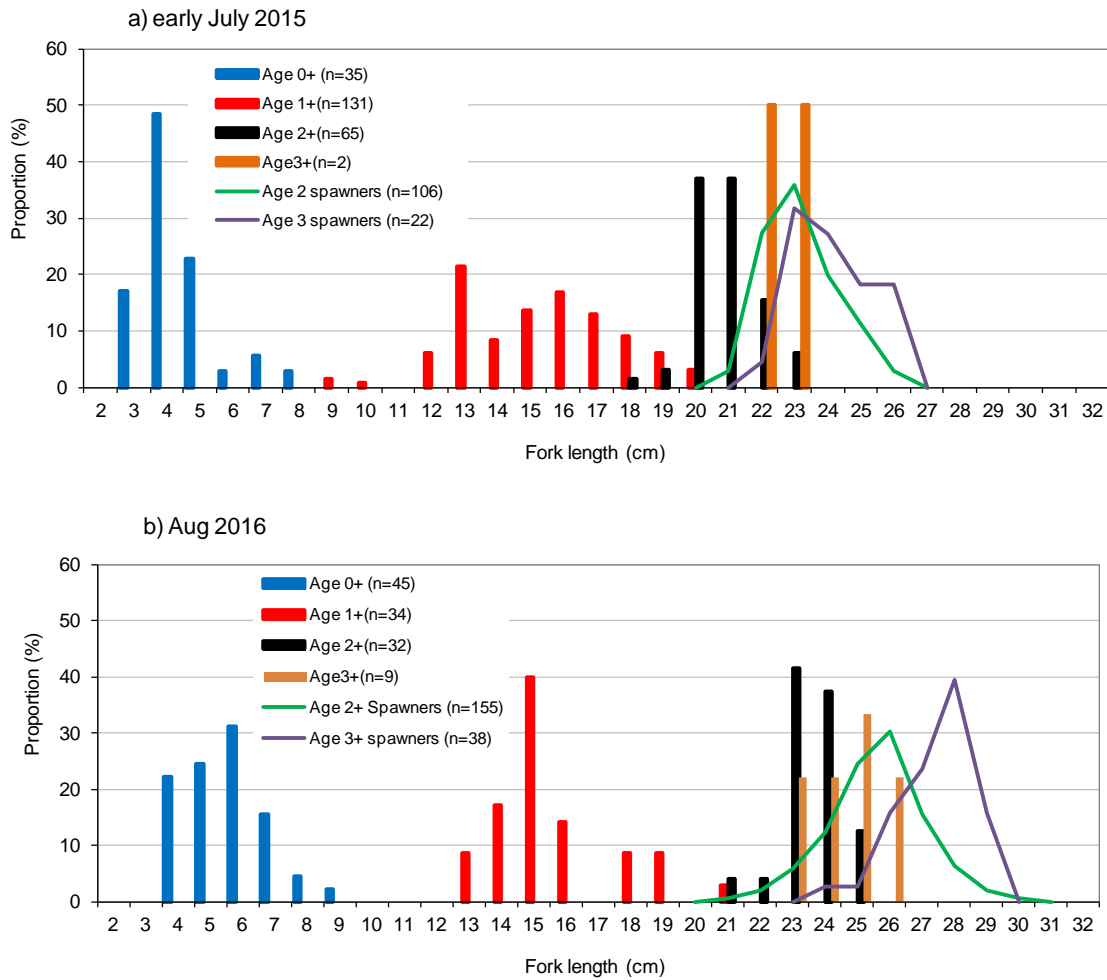 a) early July 2015
60
50
40
30
20
10
0
Proportion (%)
Age 0+ (n=35)
Age 1+(n=131)
Age 2+(n=65)
Age3+(n=2)
Age 2 spawners (n=106)
Age 3 spawners (n=22)
2 3 4 5 6 7 8 9 10 11 12 13 14 15 16 17 18 19 20 21 22 23 24 25 26 27 28 29 30 31 32
Fork length (cm)
b) Aug 2016
60
50
40
30
20
10
0
Proportion (%)
Age 0+ (n=45)
Age 1+(n=34)
Age 2+(n=32)
Age3+(n=9)
Age 2+ Spawners (n=155)
Age 3+ spawners (n=38)
2 3 4 5 6 7 8 9 10 11 12 13 14 15 16 17 18 19 20 21 22 23 24 25 26 27 28 29 30 31 32
Fork length (cm)